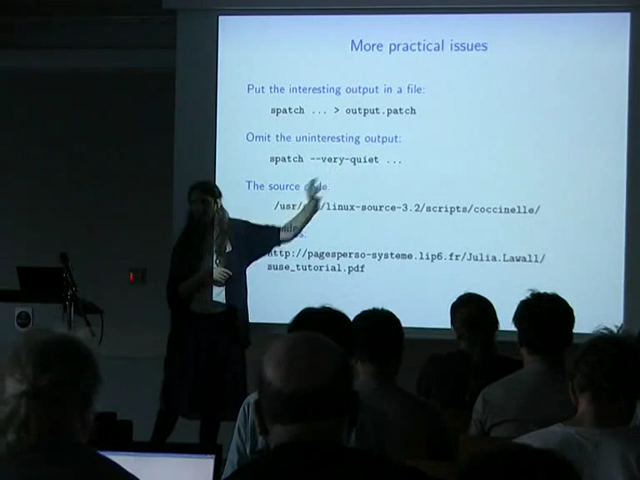 More practical issues
Put the interesting output in a file:
spatch ... > output.patch
Omit the uninteresting output:
spatch --very-quiet ...
The source
/usr/ /linux-source-3.2/scripts/coccinelle/
http://pagesperso-systeme.lip6.fr/Julia.Lawall/
suse_tutorial.pdf